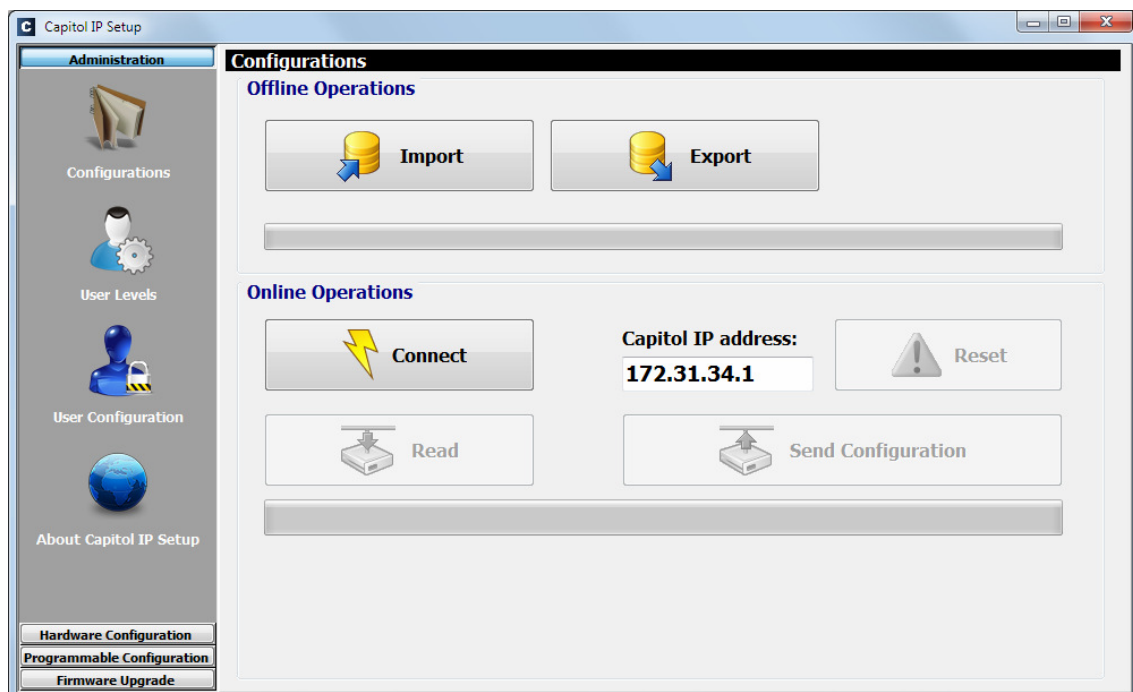 C Capitol IP Setup
X
Administration
Configurations
User Levels
User Configuration
About Capitol IP Setup
Hardware Configuration
Programmable Configuration
Firmware Upgrade
Configurations
Offline Operations
Import
Export
Online Operations
Connect
Capitol IP address:
172.31.34.1
Reset
Read
Send Configuration